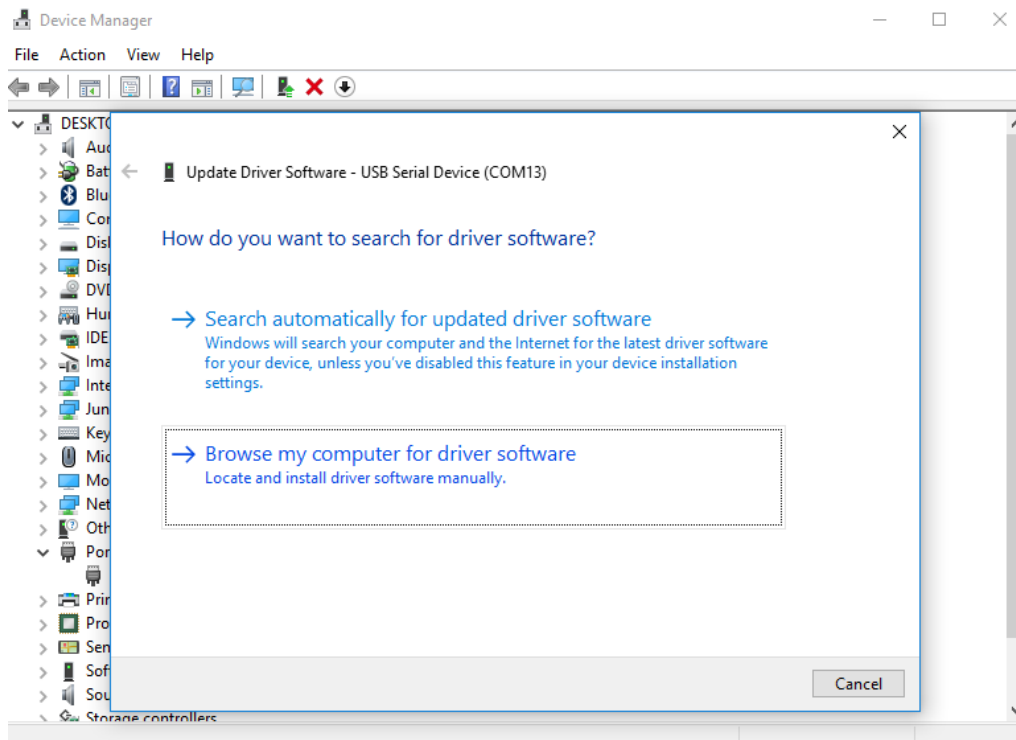 Device Manager
File Action View Help
Update Driver Software - USB Serial Device (COM13)
How do you want to search for driver software?
Search automatically for updated driver software
Windows will search your computer and the Internet for the latest driver software
for your device, unless you've disabled this feature in your device installation
settings.
Browse my computer for driver software
Locate and install driver software manually.
Cancel
Storage controllers